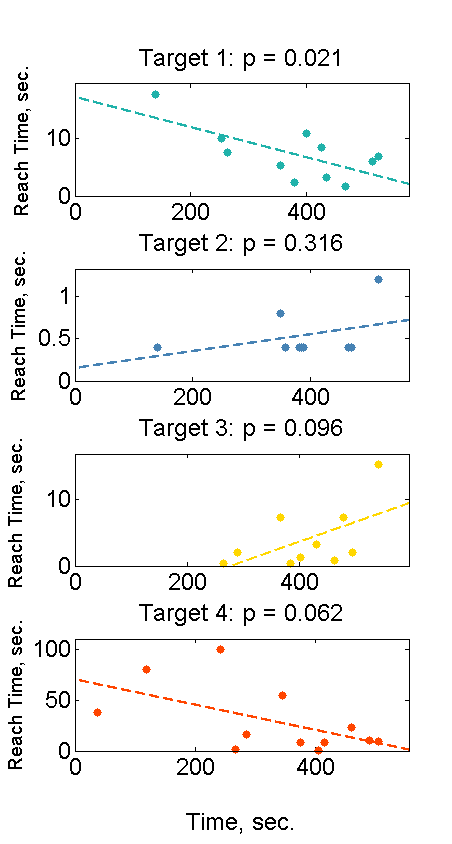 Target 1: p = 0.021
Reach Time, sec.
10
0
0 200 400
Target 2: p = 0.316
Reach Time, sec.
1
0.5
0
0 200 400
Target 3: p = 0.096
Reach Time, sec.
10
0
0 200 400
Target 4: p = 0.062
Reach Time, sec.
100
50
0
0 200 400
Time, sec.